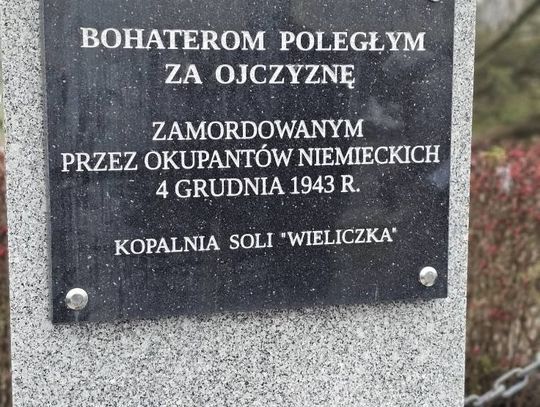 BOHATEROM POLEGŁYM
ZA OJCZYZNĘ
ZAMORDOWANYM
PRZEZ OKUPANTÓW NIEMIECKICH
4 GRUDNIA 1943 R.
KOPALNIA SOLI "WIELICZKA"